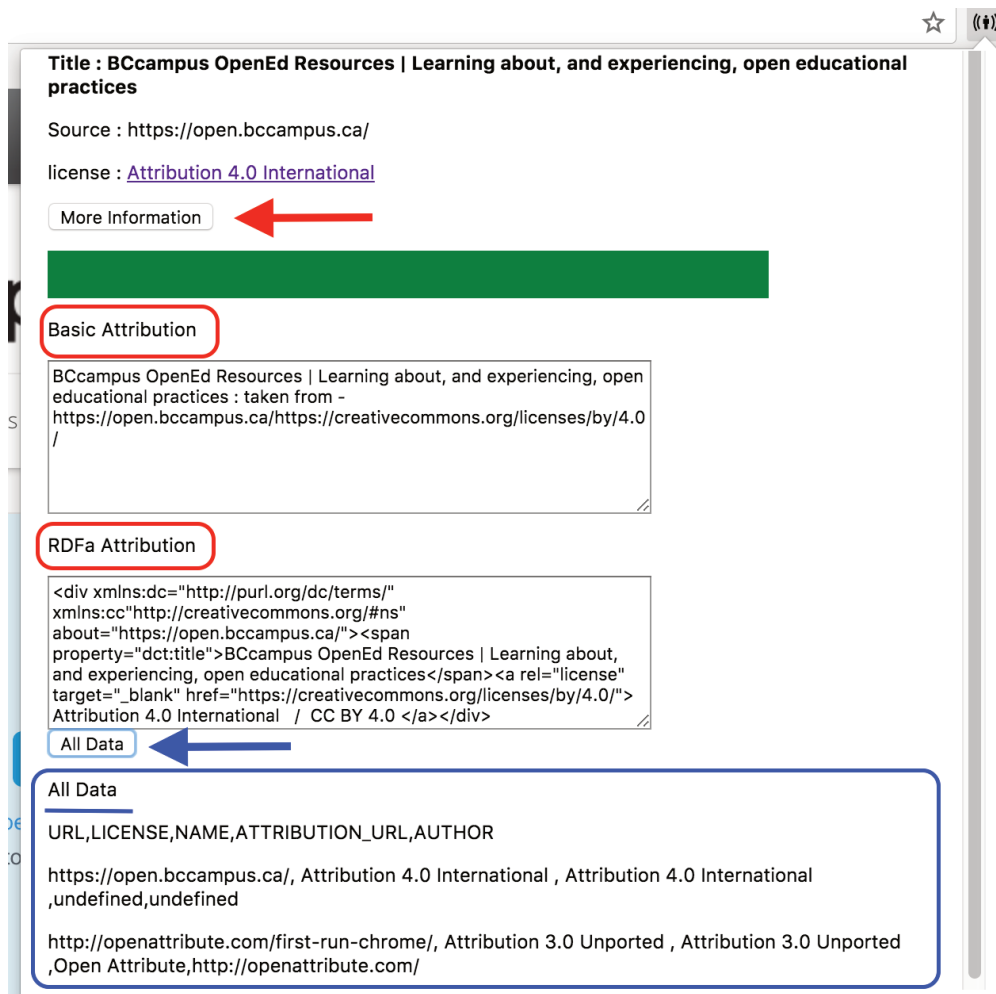 Title : BCcampus OpenEd Resources | Learning about, and experiencing, open educational
practices
Source : https://open.bccampus.ca/
license : Attribution 4.0 International
More Information
Basic Attribution
BCcampus OpenEd Resources | Learning about, and experiencing, open
educational practices : taken from -
https://open.bccampus.ca/https://creativecommons.org/licenses/by/4.0
/
RDFa Attribution
<div xmlns:dc="http://purl.org/dc/terms/"
xmlns:cc"http://creativecommons.org/#ns"
about="https://open.bccampus.ca/"><span
property="dct:title">BCcampus OpenEd Resources | Learning about,
and experiencing, open educational practices</span><a rel="license"
target="_blank" href="https://creativecommons.org/licenses/by/4.0/">
Attribution 4.0 International   /  CC BY 4.0 </a></div>
All Data
All Data
URL,LICENSE,NAME,ATTRIBUTION_URL,AUTHOR
https://open.bccampus.ca/, Attribution 4.0 International , Attribution 4.0 International
,undefined,undefined
http://openattribute.com/first-run-chrome/, Attribution 3.0 Unported , Attribution 3.0 Unported
,Open Attribute,http://openattribute.com/